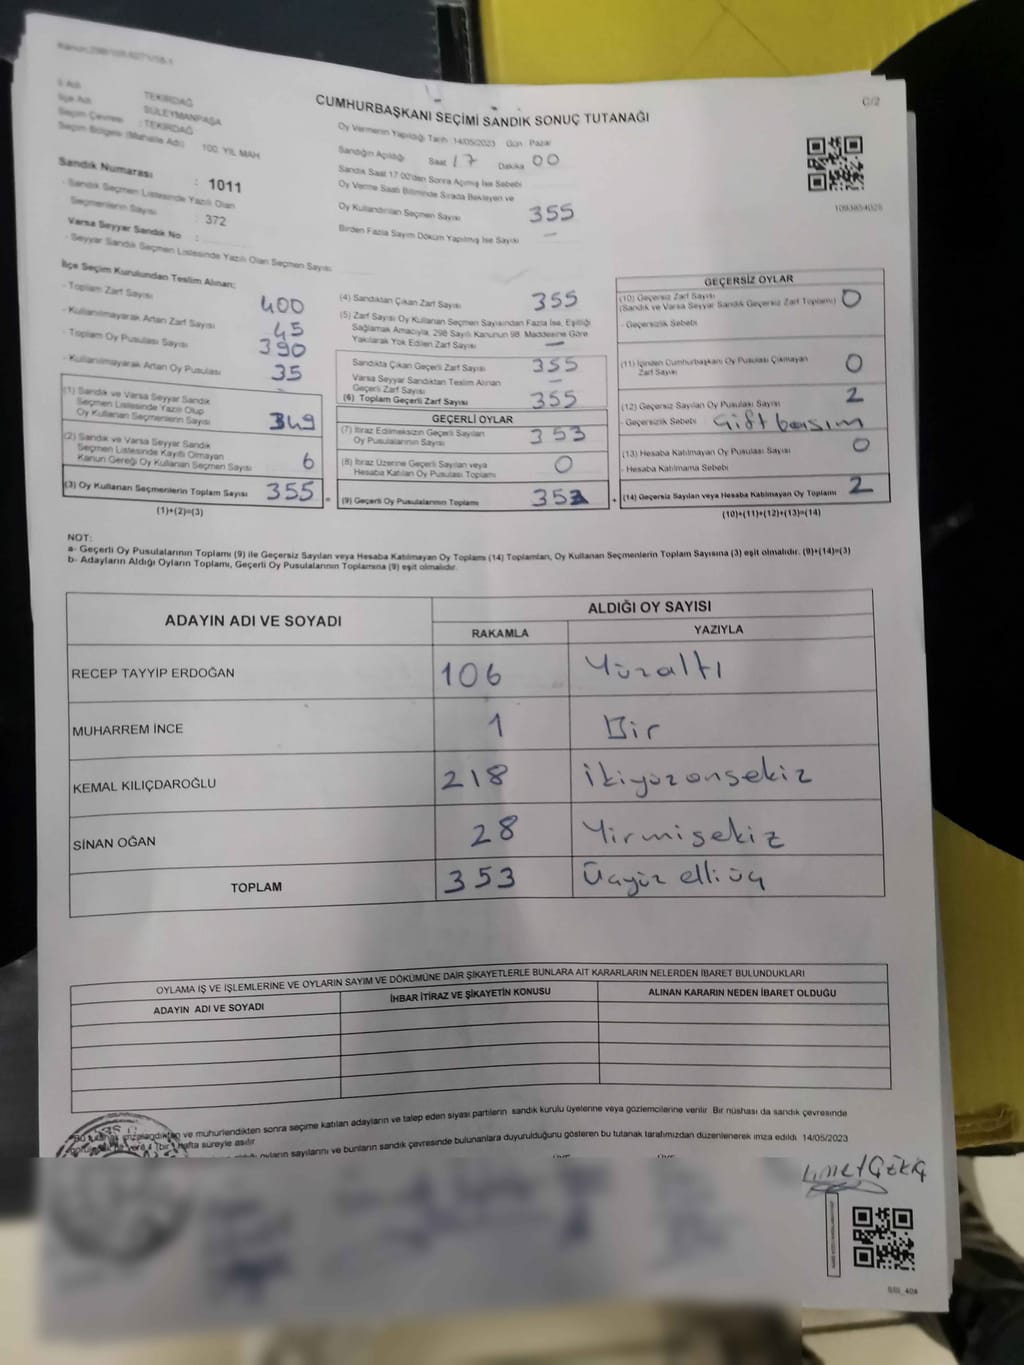 C/2
CUMHURBAŞKANI SEÇİMİ SANDIK SONUÇ TUTANAĞI
İl Adı : TEKİRDAĞ
İlçe Adı : SÜLEYMANPAŞA
Seçim Çevresi : TEKİRDAĞ
Seçim Bölgesi (Mahalle Adı) : 100. YIL MAH
Sandık Numarası : 1011
- Sandık Seçmen Listesinde Yazılı Olan
Seçmenlerin Sayısı : 372
Varsa Seyyar Sandık No :
- Seyyar Sandık Seçmen Listesinde Yazılı Olan Seçmen Sayısı
Oy Vermenin Yapıldığı Tarih : 14/05/2023 Gün : Pazar
Sandığın Açıldığı Saat 17 Dakika 00
Sandık Saat 17:00'den Sonra Açmış İse Sebebi
Oy Verme Saati Bitiminde Sırada Bekleyen ve
Oy Kullandırılan Seçmen Sayısı 355
Birden Fazla Sayım Döküm Yapılmış İse Sayısı —
1093854025
İlçe Seçim Kurulundan Teslim Alınan;
- Toplam Zarf Sayısı 400
- Kullanılmayarak Artan Zarf Sayısı 45
- Toplam Oy Pusulası Sayısı 390
- Kullanılmayarak Artan Oy Pusulası 35
(1) Sandık ve Varsa Seyyar Sandık
Seçmen Listesinde Yazılı Olup
Oy Kullanan Seçmenlerin Sayısı 349
(2) Sandık ve Varsa Seyyar Sandık
Seçmen Listesinde Kayıtlı Olmayan
Kanun Gereği Oy Kullanan Seçmen Sayısı 6
(3) Oy Kullanan Seçmenlerin Toplam Sayısı 355 =
(1)+(2)=(3)
(4) Sandıktan Çıkan Zarf Sayısı 355
(5) Zarf Sayısı Oy Kullanan Seçmen Sayısından Fazla İse, Eşitliği
Sağlamak Amacıyla, 298 Sayılı Kanunun 98. Maddesine Göre
Yakılarak Yok Edilen Zarf Sayısı —
Sandıkta Çıkan Geçerli Zarf Sayısı 355
Varsa Seyyar Sandıktan Teslim Alınan
Geçerli Zarf Sayısı —
(6) Toplam Geçerli Zarf Sayısı 355
GEÇERLİ OYLAR
(7) İtiraz Edilmeksizin Geçerli Sayılan
Oy Pusulalarının Sayısı 353
(8) İtiraz Üzerine Geçerli Sayılan veya
Hesaba Katılan Oy Pusulası Toplamı 0
(9) Geçerli Oy Pusulalarının Toplamı 353 +
GEÇERSİZ OYLAR
(10) Geçersiz Zarf Sayısı
(Sandık ve Varsa Seyyar Sandık Geçersiz Zarf Toplamı) 0
- Geçersizlik Sebebi
(11) İçinden Cumhurbaşkanı Oy Pusulası Çıkmayan
Zarf Sayısı 0
(12) Geçersiz Sayılan Oy Pusulası Sayısı 2
- Geçersizlik Sebebi Çift basım
(13) Hesaba Katılmayan Oy Pusulası Sayısı 0
- Hesaba Katılmama Sebebi
(14) Geçersiz Sayılan veya Hesaba Katılmayan Oy Toplamı 2
(10)+(11)+(12)+(13)=(14)
NOT:
a- Geçerli Oy Pusulalarının Toplamı (9) ile Geçersiz Sayılan veya Hesaba Katılmayan Oy Toplamı (14) Toplamları, Oy Kullanan Seçmenlerin Toplam Sayısına (3) eşit olmalıdır. (9)+(14)=(3)
b- Adayların Aldığı Oyların Toplamı, Geçerli Oy Pusulalarının Toplamına (9) eşit olmalıdır.
ADAYIN ADI VE SOYADI ALDIĞI OY SAYISI
RAKAMLA YAZIYLA
RECEP TAYYİP ERDOĞAN 106 Yüzaltı
MUHARREM İNCE 1 Bir
KEMAL KILIÇDAROĞLU 218 ikiyüzonsekiz
SİNAN OĞAN 28 Yirmisekiz
TOPLAM 353 Üçyüz elli üç
OYLAMA İŞ VE İŞLEMLERİNE VE OYLARIN SAYIM VE DÖKÜMÜNE DAİR ŞİKAYETLERLE BUNLARA AİT KARARLARIN NELERDEN İBARET BULUNDUKLARI
ADAYIN ADI VE SOYADI İHBAR İTİRAZ VE ŞİKAYETİN KONUSU ALINAN KARARIN NEDEN İBARET OLDUĞU
Bu tutanak imzalandıktan ve mühürlendikten sonra seçime katılan adayların ve talep eden siyasi partilerin sandık kurulu üyelerine veya gözlemcilerine verilir. Bir nüshası da sandık çevresinde
bir hafta süreyle asılır
oyların sayılarını ve bunların sandık çevresinde bulunanlara duyurulduğunu gösteren bu tutanak tarafımızdan düzenlenerek imza edildi. 14/05/2023